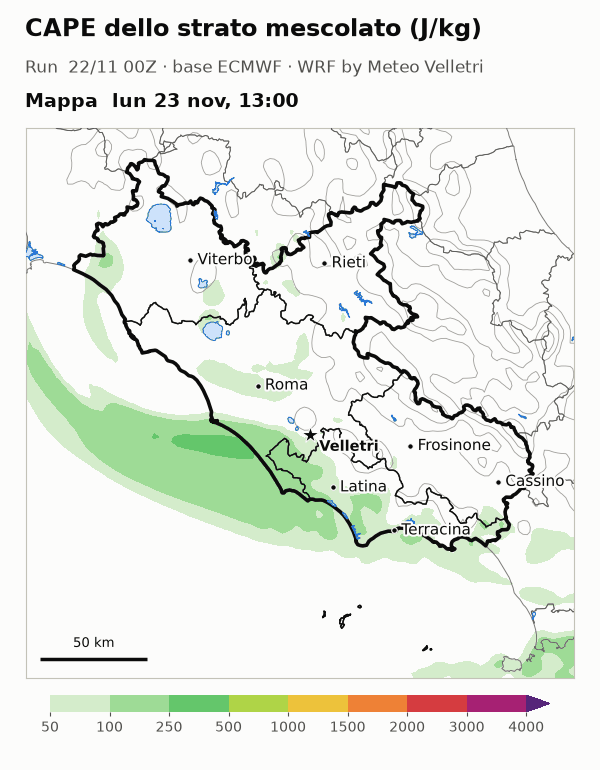 CAPE dello strato mescolato (J/kg)
Run  22/11 00Z · base ECMWF · WRF by Meteo Velletri
Mappa  lun 23 nov, 13:00
Viterbo
Rieti
Roma
Velletri
Frosinone
Latina
Cassino
Terracina
50 km
50 100 250 500 1000 1500 2000 3000 4000